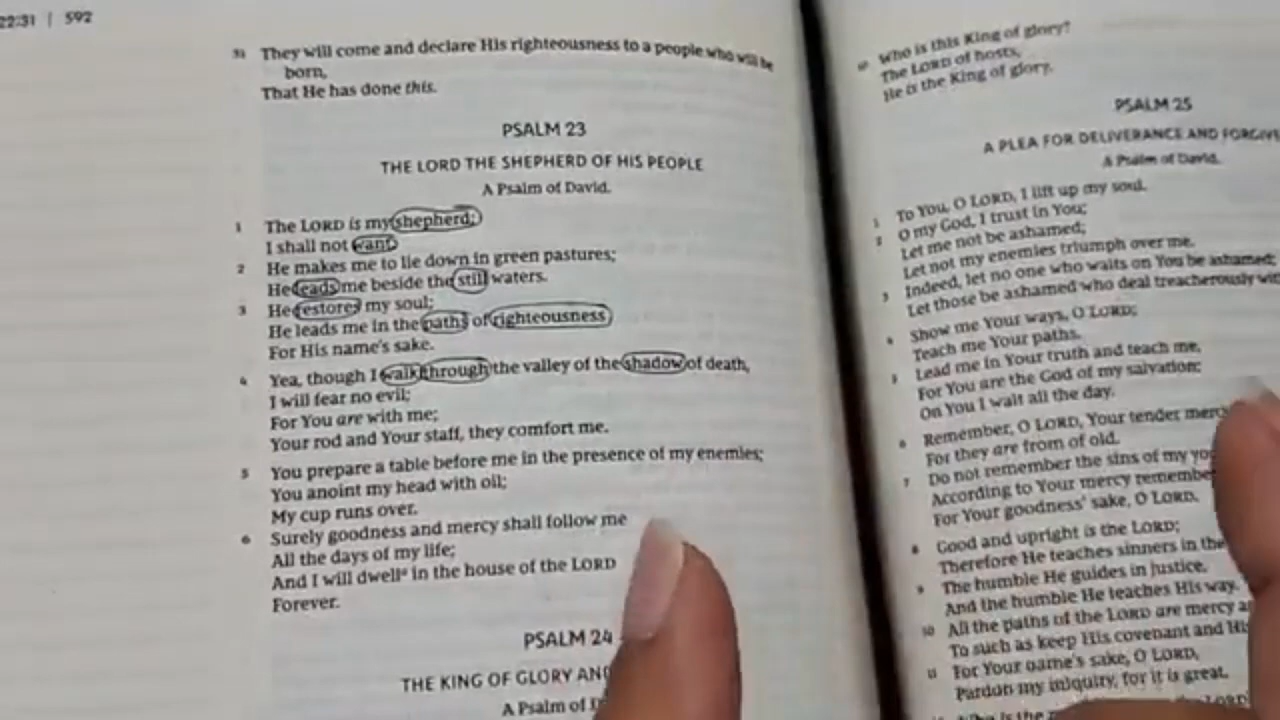 22:31 | 592
31 They will come and declare His righteousness to a people who will be
born,
That He has done this.
PSALM 23
THE LORD THE SHEPHERD OF HIS PEOPLE
A Psalm of David.
1 The LORD is my shepherd;
I shall not want.
2 He makes me to lie down in green pastures;
He leads me beside the still waters.
3 He restores my soul;
He leads me in the paths of righteousness
For His name's sake.
4 Yea, though I walk through the valley of the shadow of death,
I will fear no evil;
For You are with me;
Your rod and Your staff, they comfort me.
5 You prepare a table before me in the presence of my enemies;
You anoint my head with oil;
My cup runs over.
6 Surely goodness and mercy shall follow me
All the days of my life;
And I will dwellᵃ in the house of the LORD
Forever.
PSALM 24
THE KING OF GLORY AND
A Psalm of
10 Who is this King of glory?
The LORD of hosts,
He is the King of glory.
PSALM 25
A PLEA FOR DELIVERANCE AND FORGIVE
A Psalm of David.
1 To You, O LORD, I lift up my soul.
2 O my God, I trust in You;
Let me not be ashamed;
Let not my enemies triumph over me.
3 Indeed, let no one who waits on You be ashamed;
Let those be ashamed who deal treacherously
4 Show me Your ways, O LORD;
Teach me Your paths.
5 Lead me in Your truth and teach me,
For You are the God of my salvation;
On You I wait all the day.
6 Remember, O LORD, Your tender
For they are from of old.
7 Do not remember the sins of my
According to Your mercy remember
For Your goodness' sake, O LORD.
8 Good and upright is the LORD;
Therefore He teaches sinners in the
9 The humble He guides in justice,
And the humble He teaches His way.
10 All the paths of the LORD are mercy
To such as keep His covenant and
11 For Your name's sake, O LORD,
Pardon my iniquity, for it is great.
12 Who is the